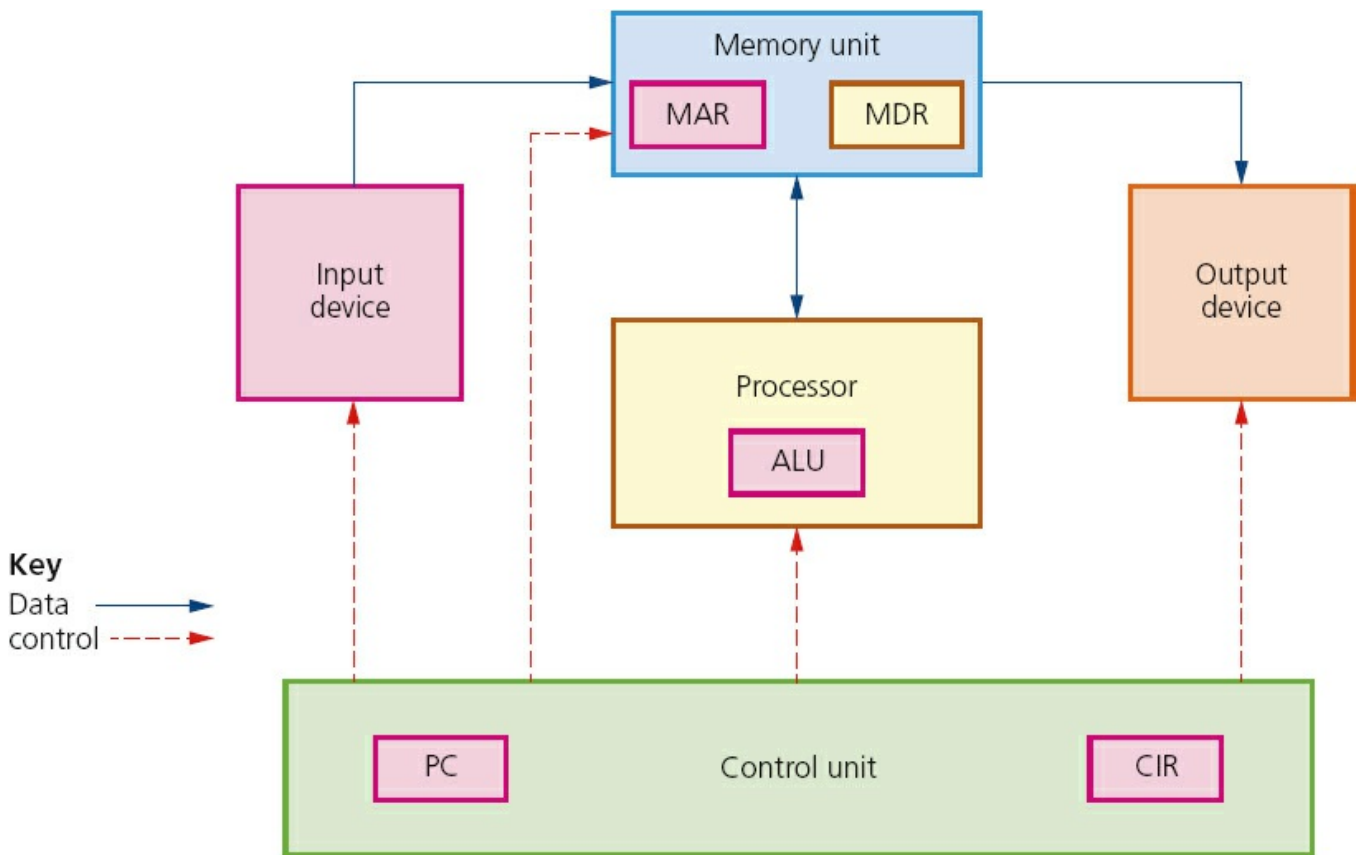 Memory unit
MAR
MDR
Input
device
Output
device
Processor
ALU
Key
Data
control
PC
Control unit
CIR